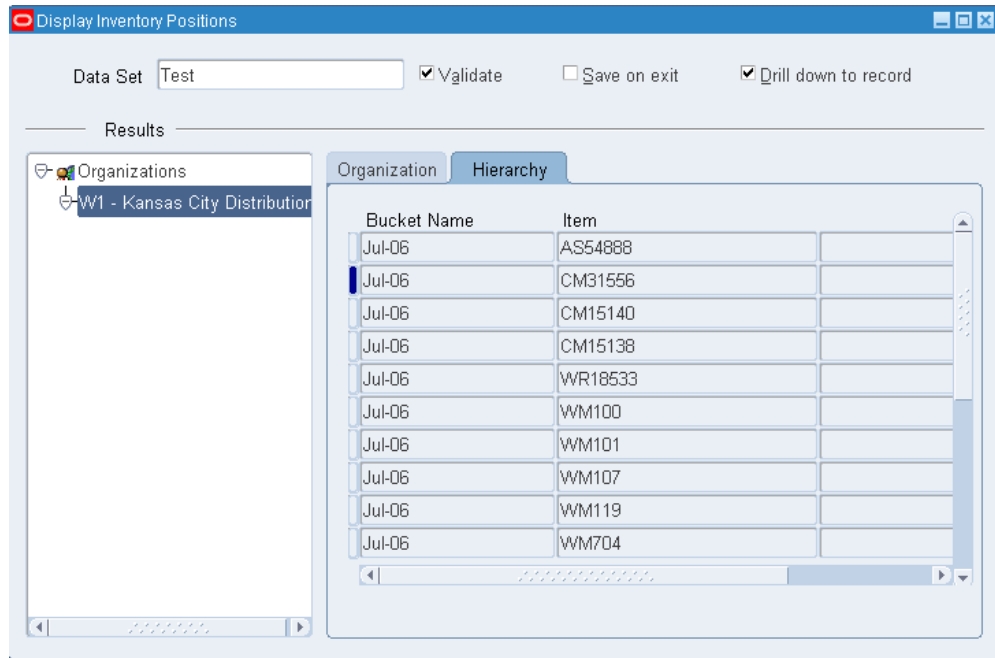 Display Inventory Positions
Data Set Test Validate Save on exit Drill down to record
Results
Organizations
W1 - Kansas City Distribution
Organization Hierarchy
Bucket Name Item
Jul-06 AS54888
Jul-06 CM31556
Jul-06 CM15140
Jul-06 CM15138
Jul-06 WR18533
Jul-06 WM100
Jul-06 WM101
Jul-06 WM107
Jul-06 WM119
Jul-06 WM704